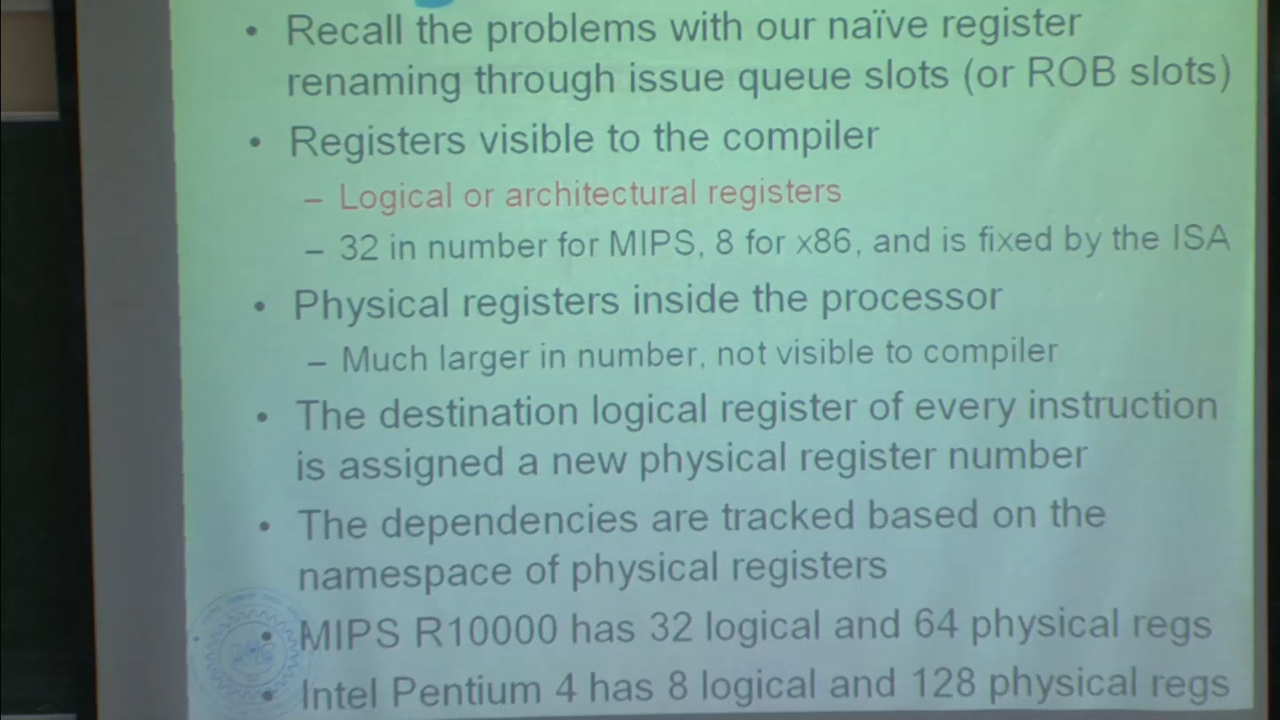 • Recall the problems with our naïve register
renaming through issue queue slots (or ROB slots)
• Registers visible to the compiler
– Logical or architectural registers
– 32 in number for MIPS, 8 for x86, and is fixed by the ISA
• Physical registers inside the processor
– Much larger in number, not visible to compiler
• The destination logical register of every instruction
is assigned a new physical register number
• The dependencies are tracked based on the
namespace of physical registers
• MIPS R10000 has 32 logical and 64 physical regs
• Intel Pentium 4 has 8 logical and 128 physical regs